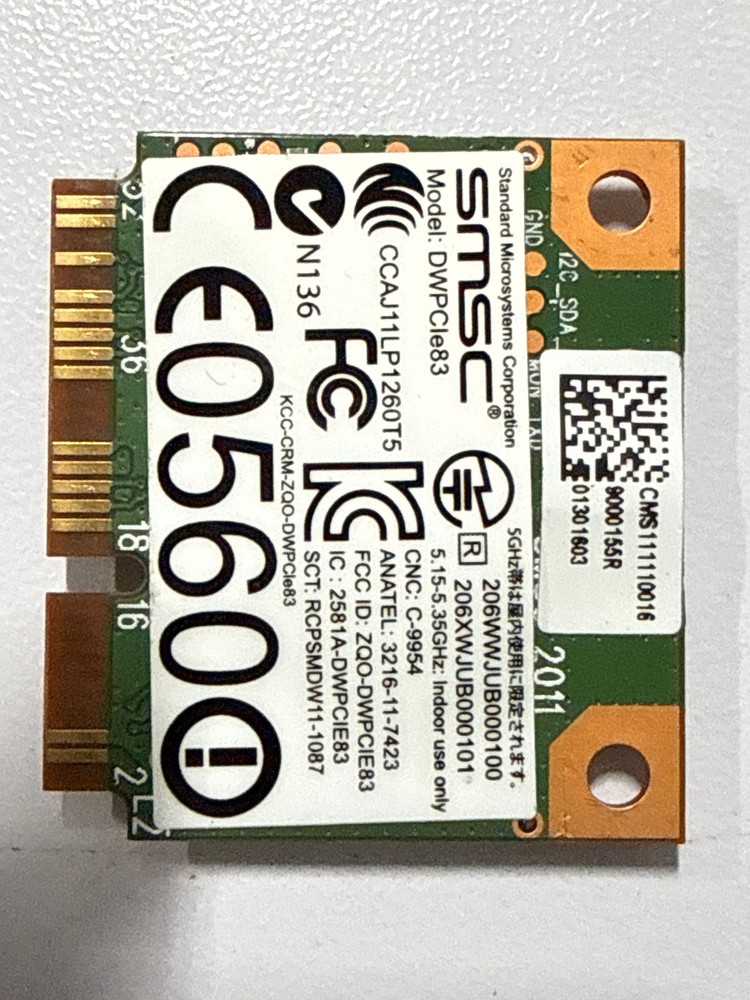 Standard Microsystems Corporation
smsc®
Model: DWPCIe83
CCAJ11LP1260T5
N136
FC
CE0560
KCC-CRM-ZQO-DWPCIe83
5GHz帯は屋内使用に限定されます。
R
206WWJUB000100
206XWJUB000101
5.15-5.35GHz: Indoor use only
CNC: C-9954
ANATEL: 3216-11-7423
FCC ID: ZQO-DWPCIE83
IC : 2581A-DWPCIE83
SCT: RCPSMDW11-1087
CMS111110016
9000155R
01301603
GND
I2C_SDA
2011
52
36
18
16
2